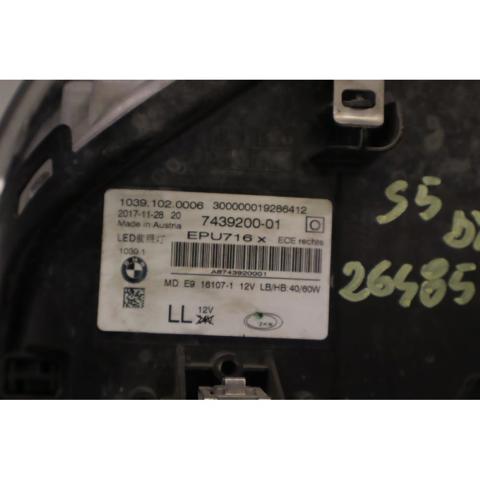 1039.102.0006 300000019286412
2017-11-28 20 7439200-01
Made in Austria
EPU716 x ECE rechts
1039.1
A8743920001
MD E9 16107-1 12V LB/HB:40/60W
LL 12V
S5
26485